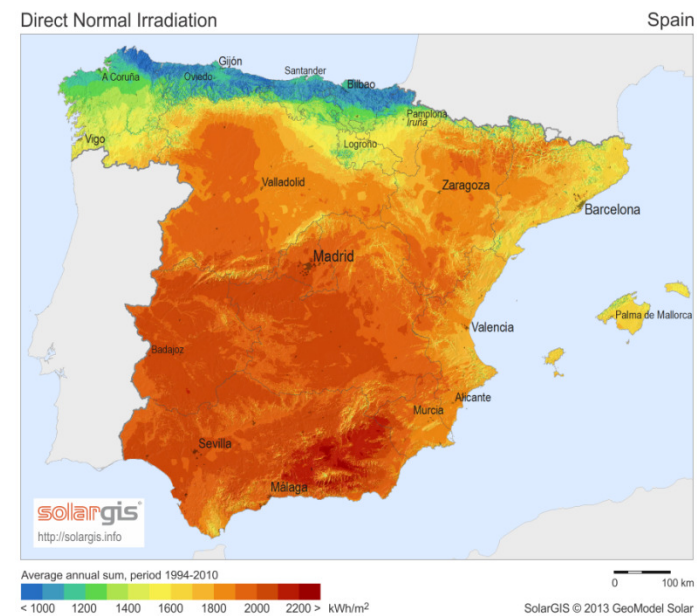 Direct Normal Irradiation
Spain
Gijón
A Coruña
Oviedo
Santander
Bilbao
Pamplona
Iruña
Vigo
Logroño
Valladolid
Zaragoza
Barcelona
Madrid
Palma de Mallorca
Valencia
Badajoz
Alicante
Murcia
Sevilla
Málaga
solargis
http://solargis.info
Average annual sum, period 1994-2010
< 1000 1200 1400 1600 1800 2000 2200 > kWh/m²
0 100 km
SolarGIS © 2013 GeoModel Solar